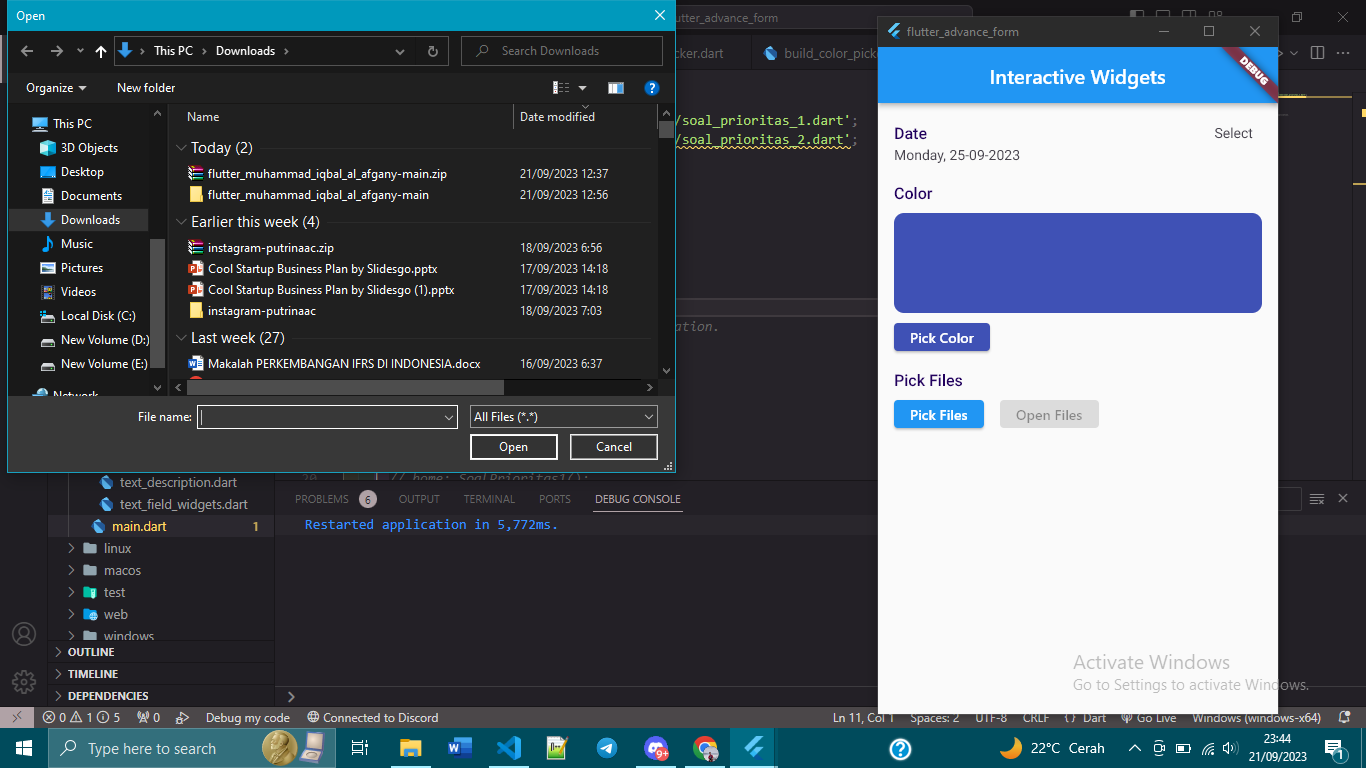 Open
This PC
Downloads
Search Downloads
Organize
New folder
Name
Date modified
This PC
3D Objects
Desktop
Documents
Downloads
Music
Pictures
Videos
Local Disk (C:)
New Volume (D:)
New Volume (E:)
Network
Today (2)
flutter_muhammad_iqbal_al_afgany-main.zip 21/09/2023 12:37
flutter_muhammad_iqbal_al_afgany-main 21/09/2023 12:56
Earlier this week (4)
instagram-putrinaac.zip 18/09/2023 6:56
Cool Startup Business Plan by Slidesgo.pptx 17/09/2023 14:18
Cool Startup Business Plan by Slidesgo (1).pptx 17/09/2023 14:18
instagram-putrinaac 18/09/2023 7:03
Last week (27)
Makalah PERKEMBANGAN IFRS DI INDONESIA.docx 16/09/2023 6:37
File name:
All Files (*.*)
Open
Cancel
utter_advance_form
cker.dart
build_color_pick
/soal_prioritas_1.dart';
/soal_prioritas_2.dart';
ation.
20 // home: SoalPrioritas1();
text_description.dart
text_field_widgets.dart
main.dart 1
linux
macos
test
web
windows
OUTLINE
TIMELINE
DEPENDENCIES
PROBLEMS 6 OUTPUT TERMINAL PORTS DEBUG CONSOLE
Restarted application in 5,772ms.
flutter_advance_form
Interactive Widgets
DEBUG
Date
Select
Monday, 25-09-2023
Color
Pick Color
Pick Files
Pick Files
Open Files
Activate Windows
Go to Settings to activate Windows.
0 1 5 0 Debug my code Connected to Discord Ln 11, Col 1 Spaces: 2 UTF-8 CRLF {} Dart Go Live Windows (windows-x64)
Type here to search
9+
22°C Cerah
23:44
21/09/2023
1